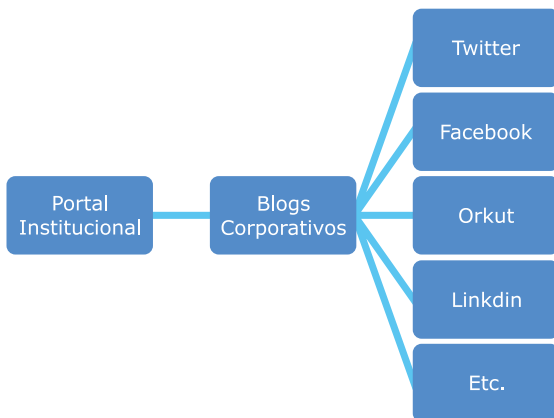 Portal
Institucional
Blogs
Corporativos
Twitter
Facebook
Orkut
Linkdin
Etc.